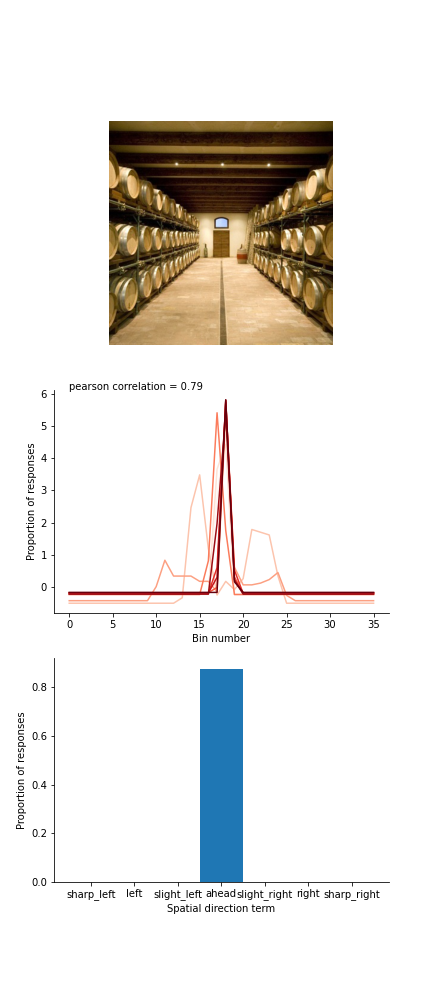 pearson correlation = 0.79
6
5
4
3
2
1
0
Proportion of responses
0 5 10 15 20 25 30 35
Bin number
0.8
0.6
0.4
0.2
0.0
Proportion of responses
sharp_left left slight_left ahead slight_right right sharp_right
Spatial direction term